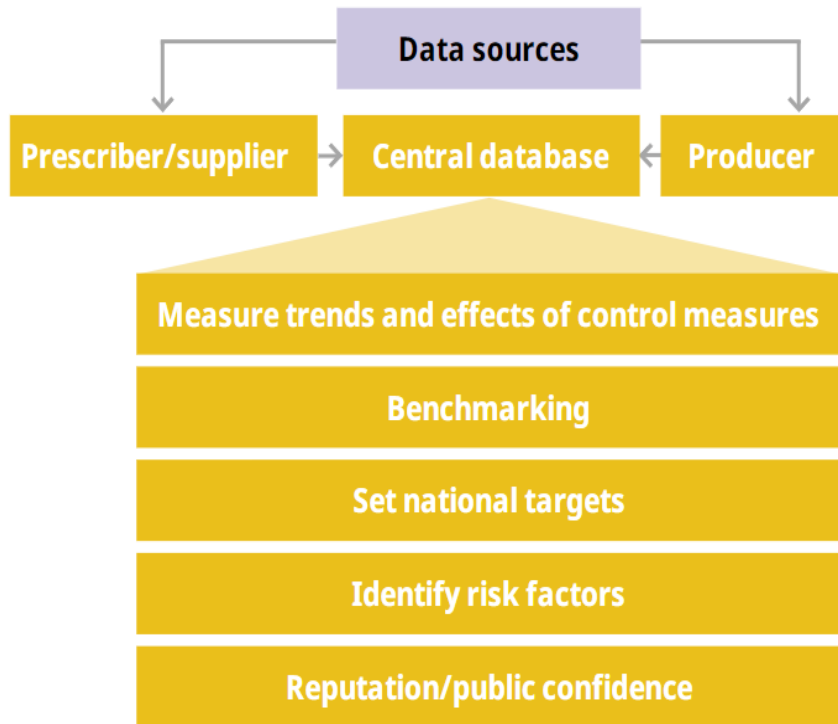 Data sources
Prescriber/supplier
Central database
Producer
Measure trends and effects of control measures
Benchmarking
Set national targets
Identify risk factors
Reputation/public confidence